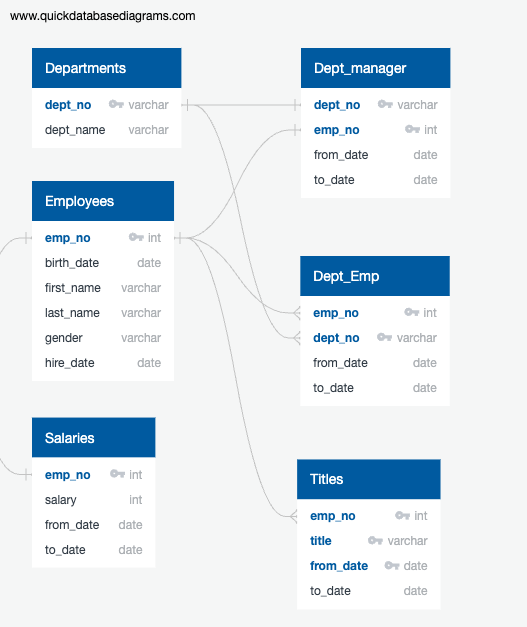 www.quickdatabasediagrams.com
Departments
dept_no varchar
dept_name varchar
Dept_manager
dept_no varchar
emp_no int
from_date date
to_date date
Employees
emp_no int
birth_date date
first_name varchar
last_name varchar
gender varchar
hire_date date
Dept_Emp
emp_no int
dept_no varchar
from_date date
to_date date
Salaries
emp_no int
salary int
from_date date
to_date date
Titles
emp_no int
title varchar
from_date date
to_date date